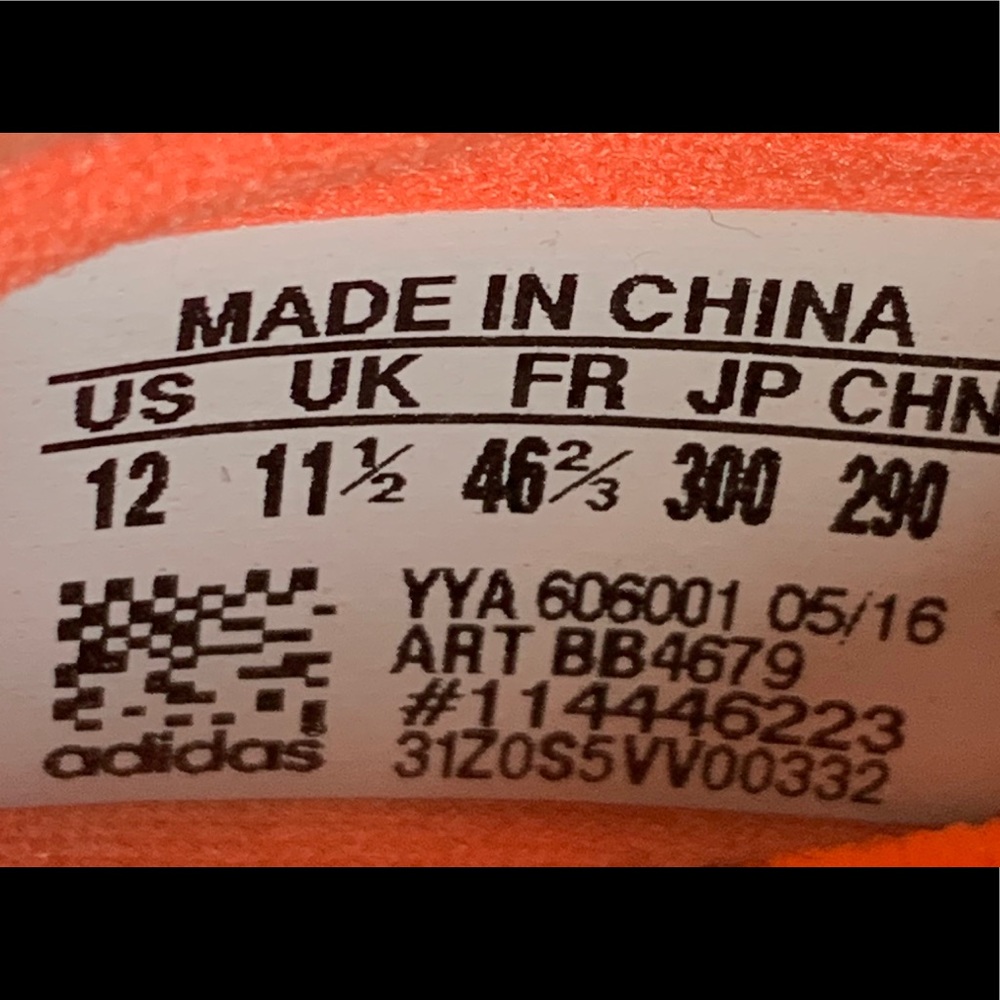 MADE IN CHINA
US UK FR JP CHN
12 11½ 46⅔ 300 290
YYA 606001 05/16
ART BB4679
#114446223
31Z0S5VV00332
adidas